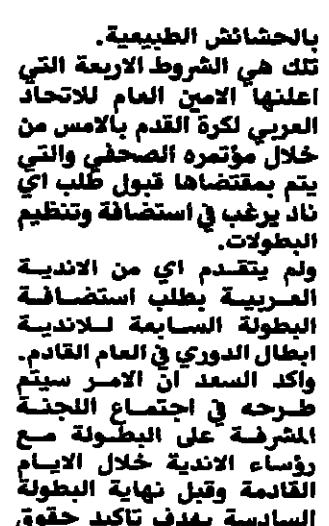 بالحشائش الطبيعية.
تلك هي الشروط الاربعة التي
اعلنها الامين العام للاتحاد
العربي لكرة القدم بالامس من
خلال مؤتمره الصحفي والتي
يتم بمقتضاها قبول طلب اي
ناد يرغب في استضافة وتنظيم
البطولات.
ولم يتقدم اي من الاندية
العربية بطلب استضافة
البطولة السابعة للاندية
ابطال الدوري في العام القادم.
واكد السعد ان الامر سيتم
طرحه في اجتماع اللجنة
المشرفة على البطولة مع
رؤساء الاندية خلال الايام
القادمة وقبل نهاية البطولة
السادسة بهدف تاكيد حقوق